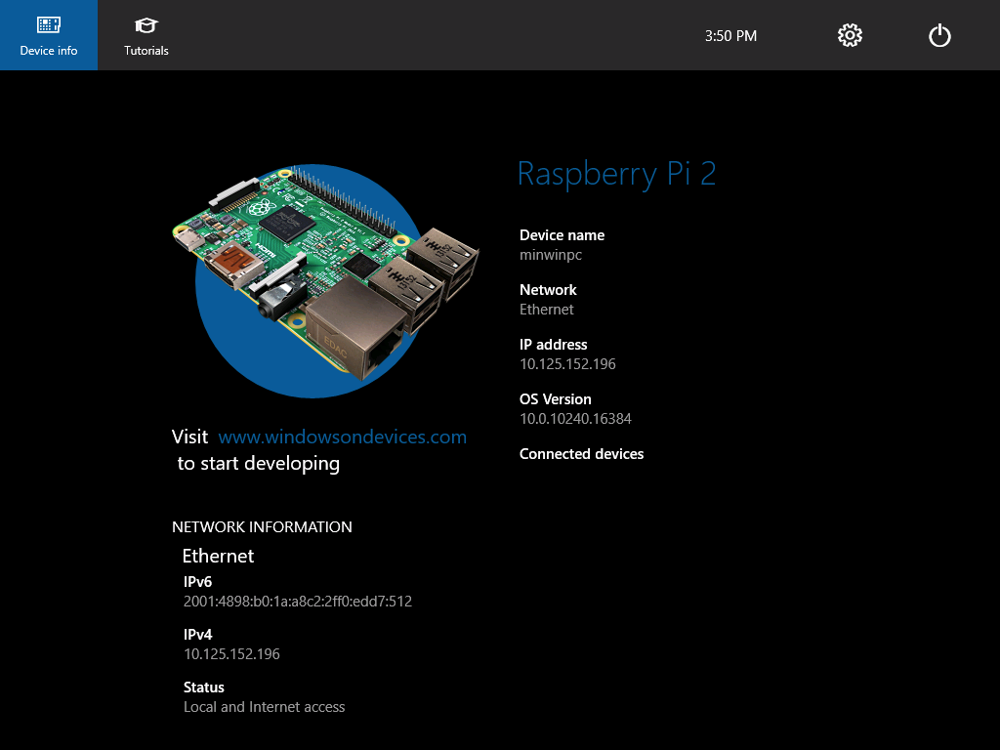 Device info
Tutorials
3:50 PM
Raspberry Pi 2
Device name
minwinpc
Network
Ethernet
IP address
10.125.152.196
OS Version
10.0.10240.16384
Connected devices
HDMI
EDAC
Visit www.windowsondevices.com
to start developing
NETWORK INFORMATION
Ethernet
IPv6
2001:4898:b0:1a:a8c2:2ff0:edd7:512
IPv4
10.125.152.196
Status
Local and Internet access